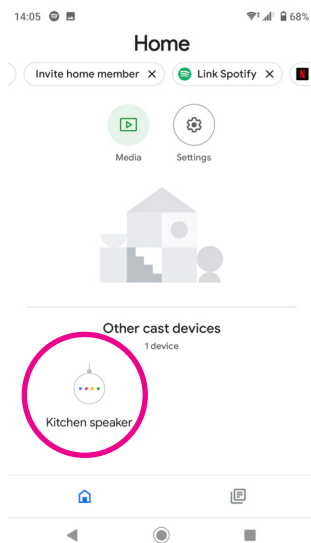 14:05 68%
Home
Invite home member Link Spotify
Media Settings
Other cast devices
1 device
Kitchen speaker